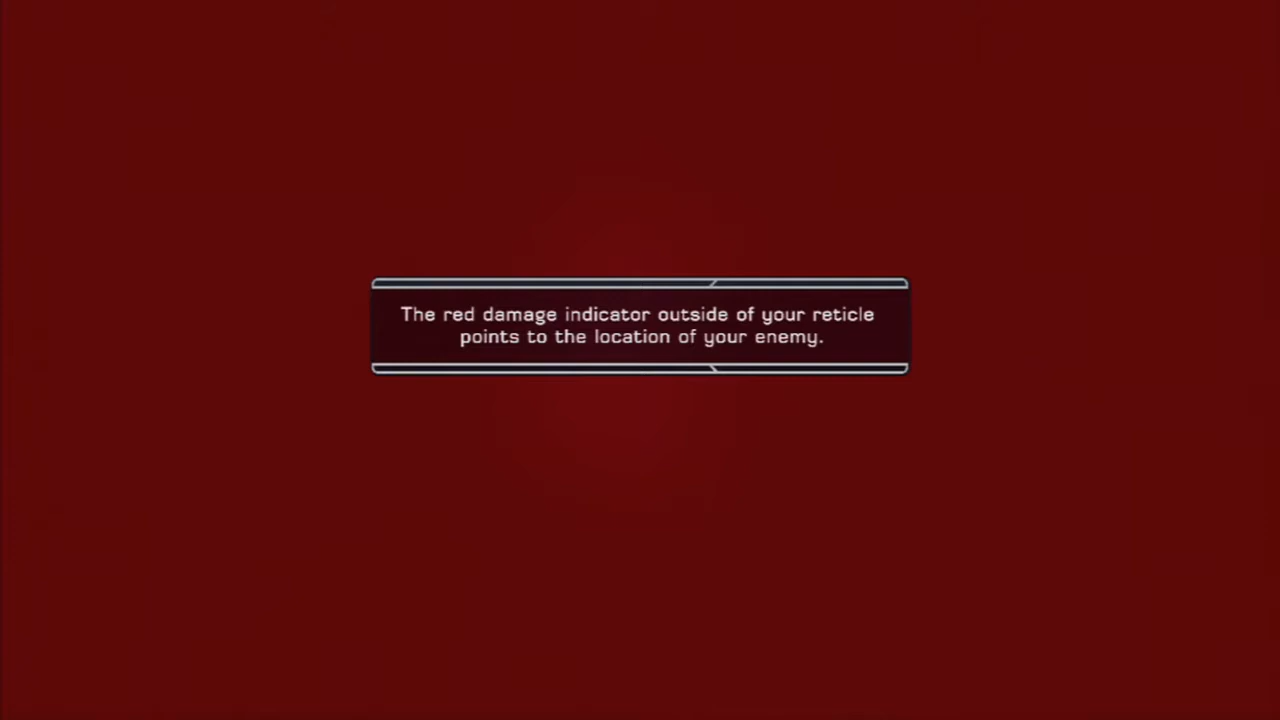 The red damage indicator outside of your reticle
points to the location of your enemy.